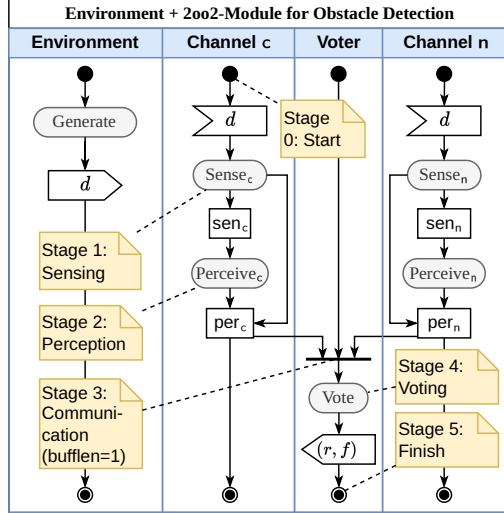 Environment + 2oo2-Module for Obstacle Detection
Environment
Channel c
Voter
Channel n
Generate
d
Stage 1:
Sensing
Stage 2:
Perception
Stage 3:
Communi-
cation
(bufflen=1)
d
Sense_c
sen_c
Perceive_c
per_c
Stage
0: Start
Vote
(r, f)
d
Sense_n
sen_n
Perceive_n
per_n
Stage 4:
Voting
Stage 5:
Finish